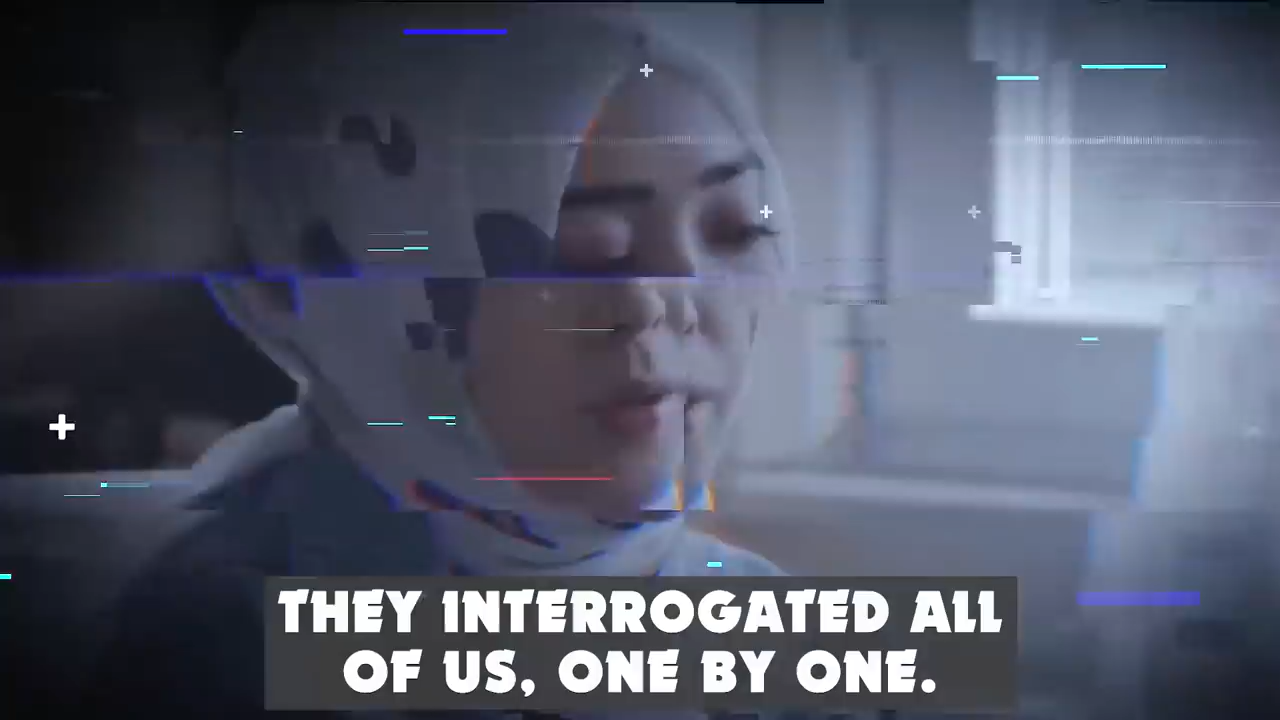 THEY INTERROGATED ALL
OF US, ONE BY ONE.